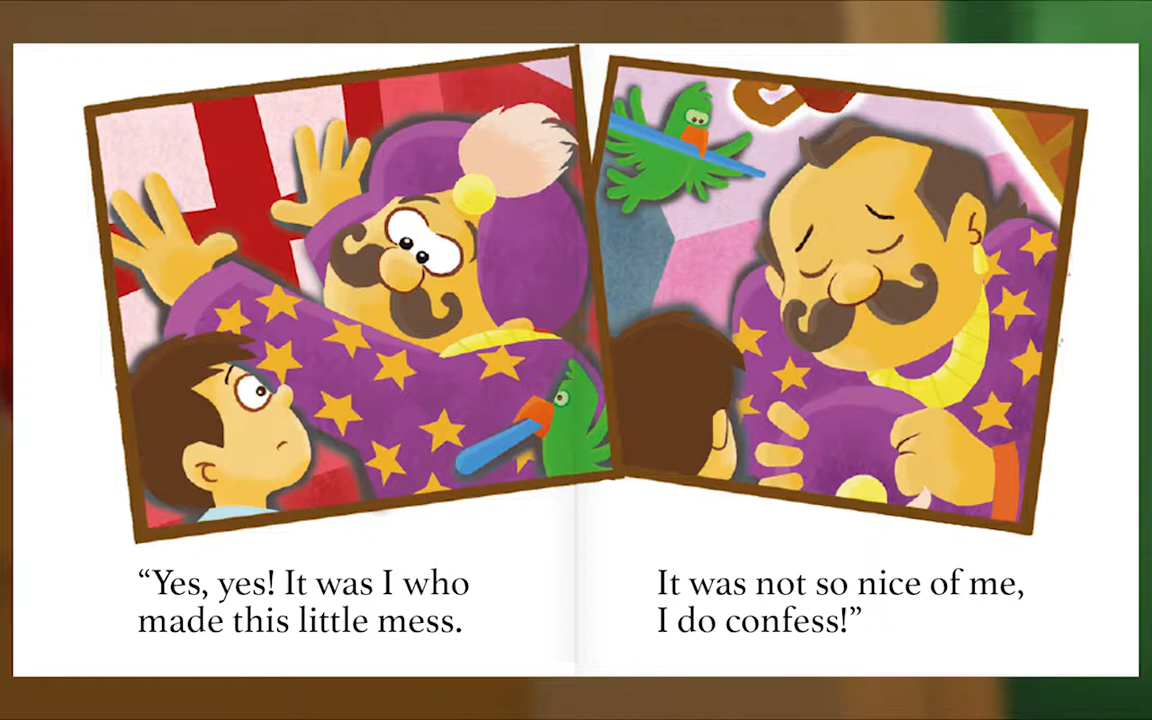 “Yes, yes! It was I who
made this little mess.
It was not so nice of me,
I do confess!”